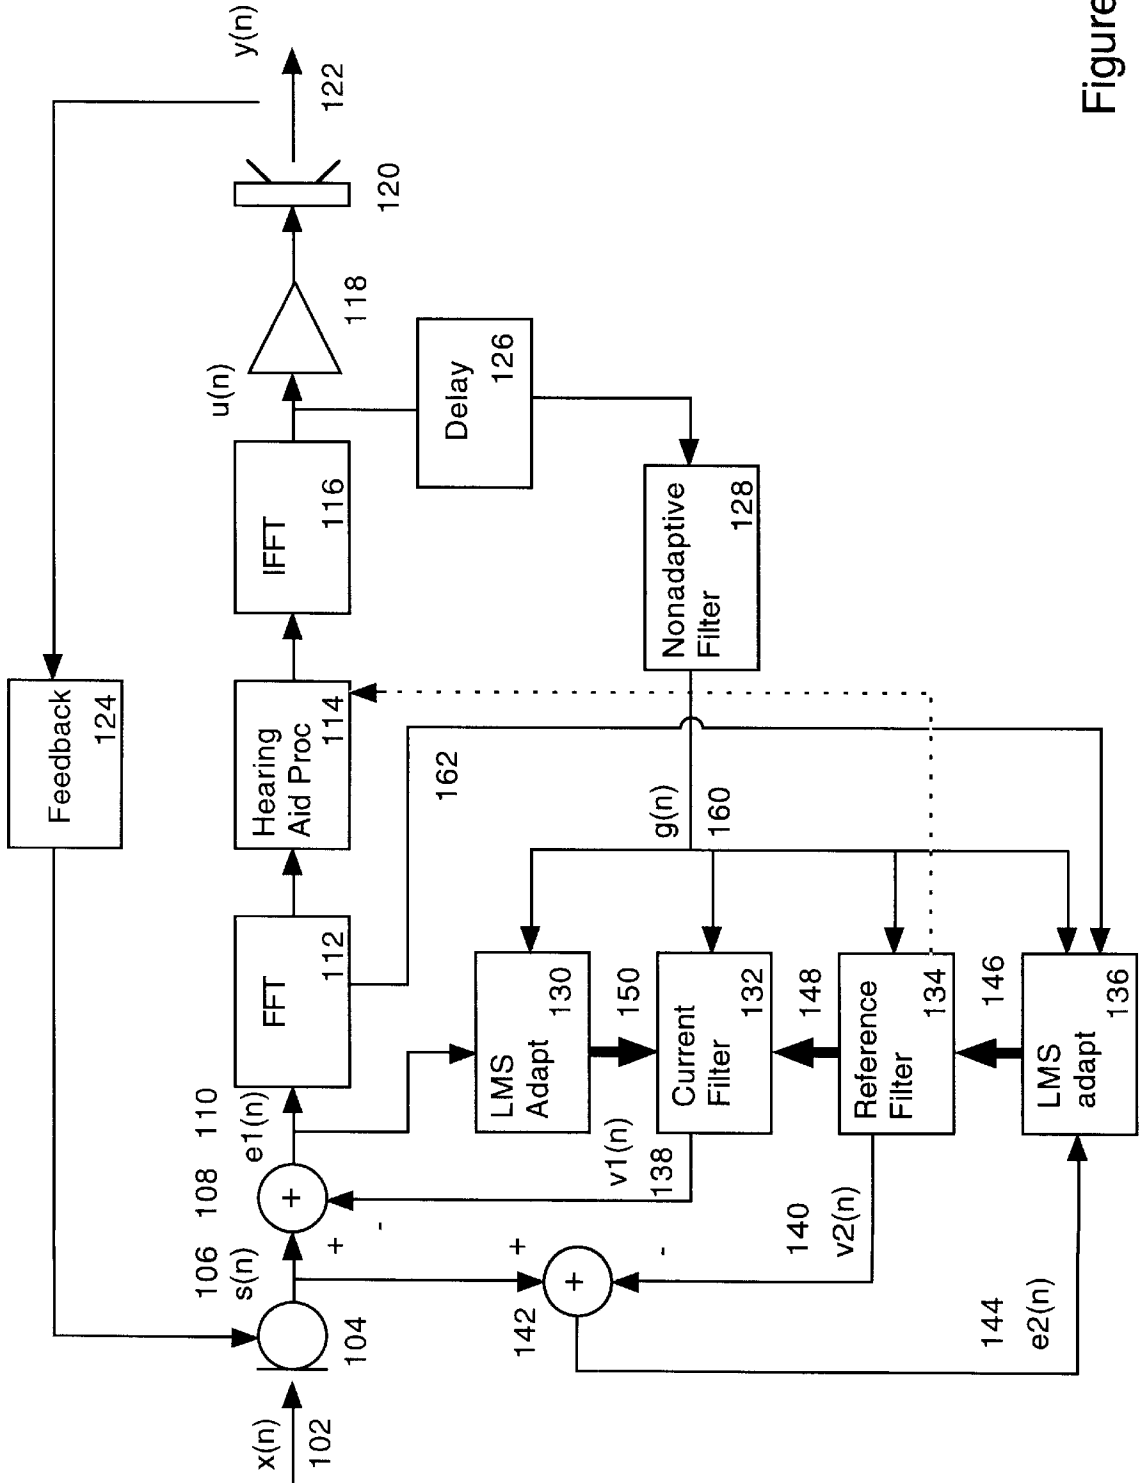 Figure
y(n)
122
120
118
u(n)
Delay
126
IFFT
116
Nonadaptive
Filter
128
Feedback
124
Hearing
Aid Proc
114
162
g(n)
160
FFT
112
110
e1(n)
LMS
Adapt
130
150
Current
Filter
132
148
Reference
Filter
134
146
LMS
adapt
136
v1(n)
138
108
+
+
-
106
s(n)
104
+
-
+
142
140
v2(n)
144
e2(n)
x(n)
102